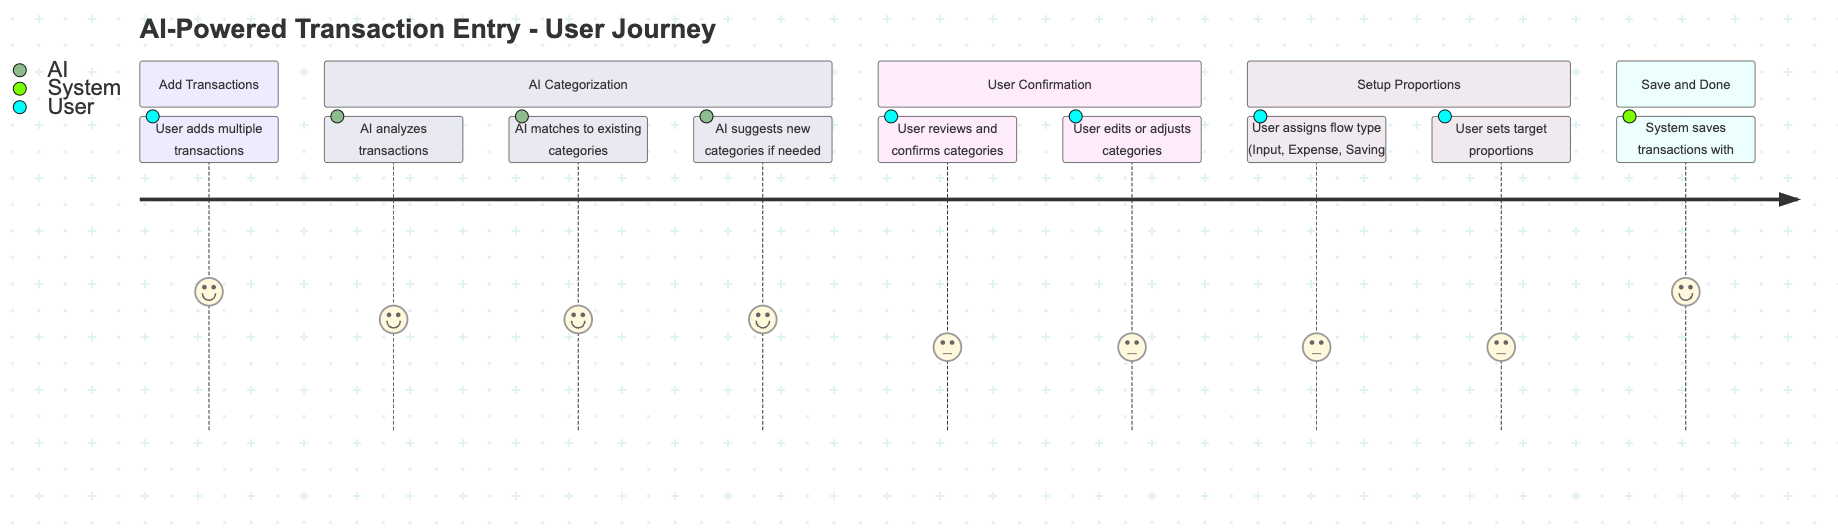 AI-Powered Transaction Entry - User Journey
AI
System
User
Add Transactions
AI Categorization
User Confirmation
Setup Proportions
Save and Done
User adds multiple
transactions
AI analyzes
transactions
AI matches to existing
categories
AI suggests new
categories if needed
User reviews and
confirms categories
User edits or adjusts
categories
User assigns flow type
(Input, Expense, Saving
User sets target
proportions
System saves
transactions with